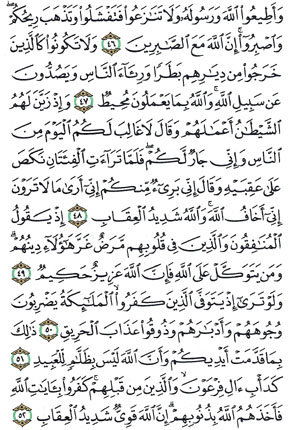 وَأَطِيعُوا۟ ٱللَّهَ وَرَسُولَهُۥ وَلَا تَنَـٰزَعُوا۟ فَتَفْشَلُوا۟ وَتَذْهَبَ رِيحُكُمْ ۖ
وَٱصْبِرُوٓا۟ ۚ إِنَّ ٱللَّهَ مَعَ ٱلصَّـٰبِرِينَ ٤٦ وَلَا تَكُونُوا۟ كَٱلَّذِينَ
خَرَجُوا۟ مِن دِيَـٰرِهِم بَطَرًا وَرِئَآءَ ٱلنَّاسِ وَيَصُدُّونَ
عَن سَبِيلِ ٱللَّهِ ۚ وَٱللَّهُ بِمَا يَعْمَلُونَ مُحِيطٌ ٤٧ وَإِذْ زَيَّنَ لَهُمُ
ٱلشَّيْطَـٰنُ أَعْمَـٰلَهُمْ وَقَالَ لَا غَالِبَ لَكُمُ ٱلْيَوْمَ مِنَ
ٱلنَّاسِ وَإِنِّى جَارٌ لَّكُمْ ۖ فَلَمَّا تَرَآءَتِ ٱلْفِئَتَانِ نَكَصَ
عَلَىٰ عَقِبَيْهِ وَقَالَ إِنِّى بَرِىٓءٌ مِّنكُمْ إِنِّىٓ أَرَىٰ مَا لَا تَرَوْنَ
إِنِّىٓ أَخَافُ ٱللَّهَ ۚ وَٱللَّهُ شَدِيدُ ٱلْعِقَابِ ٤٨ إِذْ يَقُولُ
ٱلْمُنَـٰفِقُونَ وَٱلَّذِينَ فِى قُلُوبِهِم مَّرَضٌ غَرَّ هَـٰٓؤُلَآءِ دِينُهُمْ ۗ
وَمَن يَتَوَكَّلْ عَلَى ٱللَّهِ فَإِنَّ ٱللَّهَ عَزِيزٌ حَكِيمٌ ٤٩
وَلَوْ تَرَىٰٓ إِذْ يَتَوَفَّى ٱلَّذِينَ كَفَرُوا۟ ۙ ٱلْمَلَـٰٓئِكَةُ يَضْرِبُونَ
وُجُوهَهُمْ وَأَدْبَـٰرَهُمْ وَذُوقُوا۟ عَذَابَ ٱلْحَرِيقِ ٥٠ ذَٰلِكَ
بِمَا قَدَّمَتْ أَيْدِيكُمْ وَأَنَّ ٱللَّهَ لَيْسَ بِظَلَّـٰمٍ لِّلْعَبِيدِ ٥١
كَدَأْبِ ءَالِ فِرْعَوْنَ ۙ وَٱلَّذِينَ مِن قَبْلِهِمْ ۚ كَفَرُوا۟ بِـَٔايَـٰتِ ٱللَّهِ
فَأَخَذَهُمُ ٱللَّهُ بِذُنُوبِهِمْ ۗ إِنَّ ٱللَّهَ قَوِىٌّ شَدِيدُ ٱلْعِقَابِ ٥٢